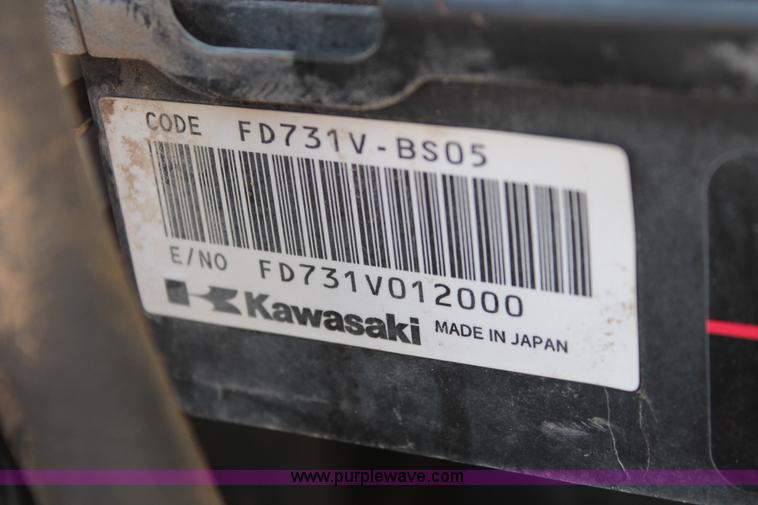 CODE FD731V-BS05
E/NO FD731V012000
Kawasaki MADE IN JAPAN
www.purplewave.com